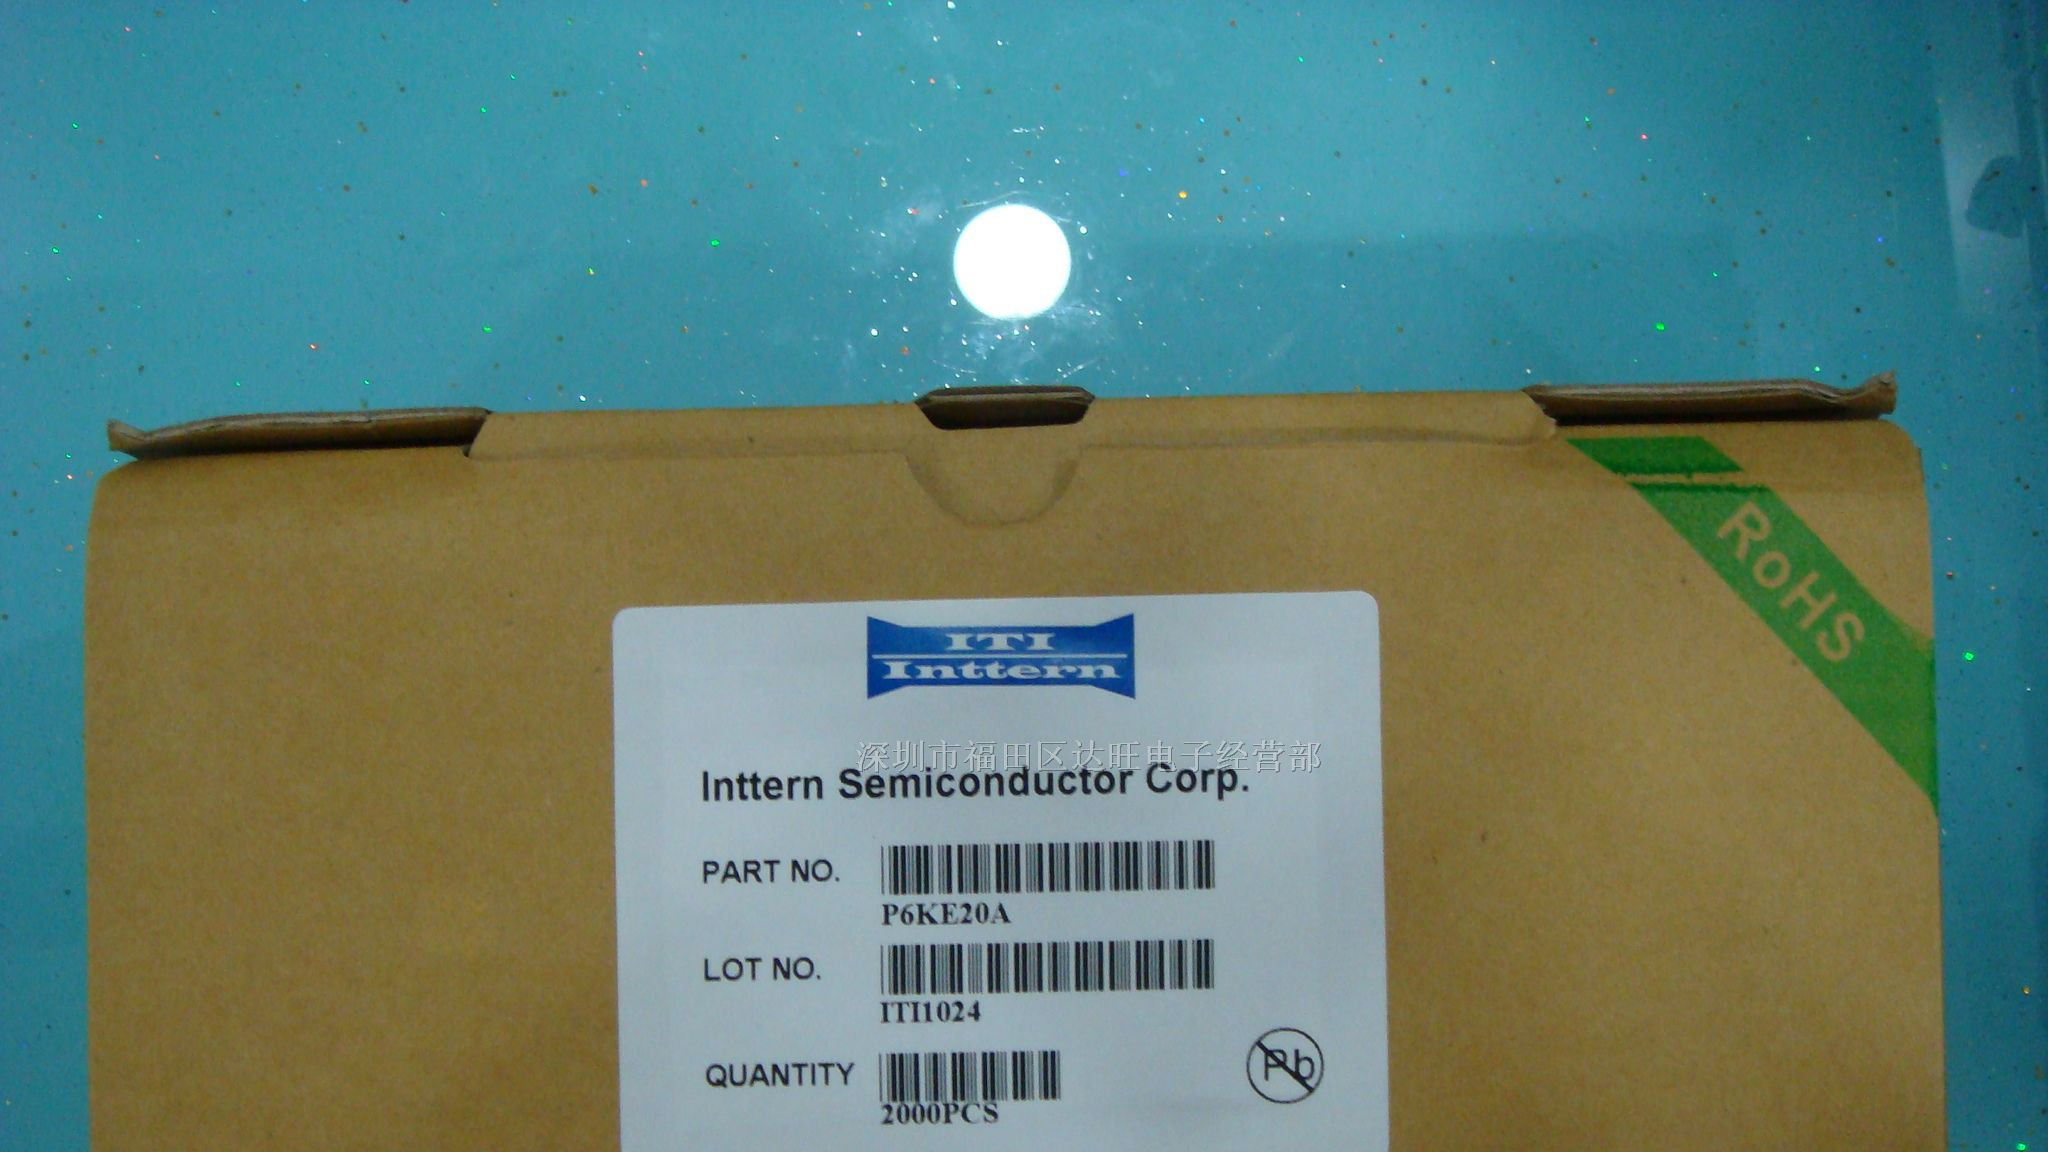 RoHS
ITI
Inttern
深圳市福田区达旺电子经营部
Inttern Semiconductor Corp.
PART NO.
P6KE20A
LOT NO.
ITI1024
QUANTITY
2000PCS
Pb